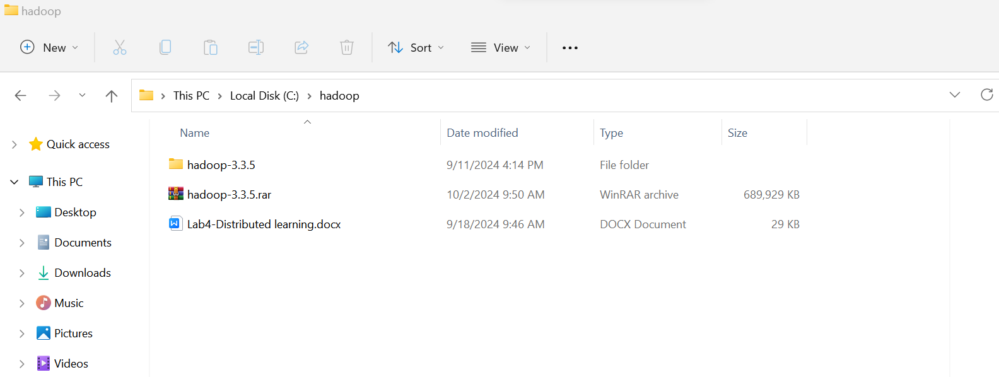 hadoop
New
Sort
View
This PC
Local Disk (C:)
hadoop
Name
Date modified
Type
Size
Quick access
hadoop-3.3.5
9/11/2024 4:14 PM
File folder
This PC
hadoop-3.3.5.rar
10/2/2024 9:50 AM
WinRAR archive
689,929 KB
Desktop
Lab4-Distributed learning.docx
9/18/2024 9:46 AM
DOCX Document
29 KB
Documents
Downloads
Music
Pictures
Videos